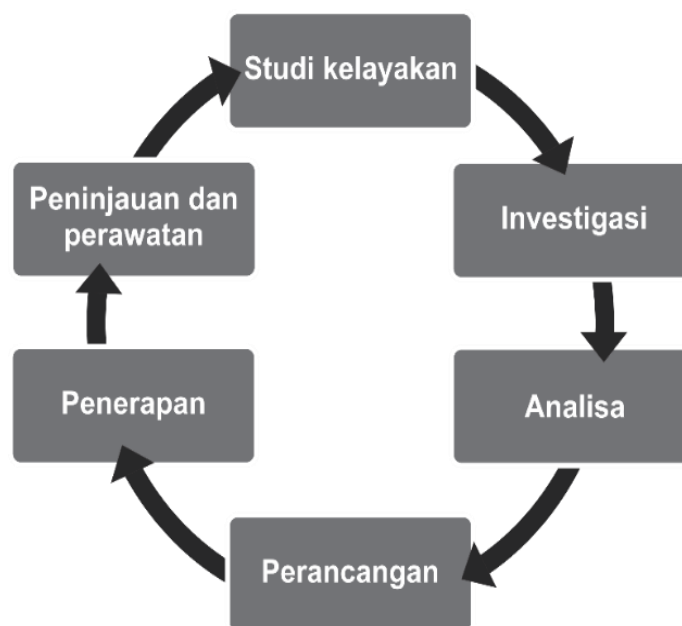 Studi kelayakan
Investigasi
Analisa
Perancangan
Penerapan
Peninjauan dan
perawatan